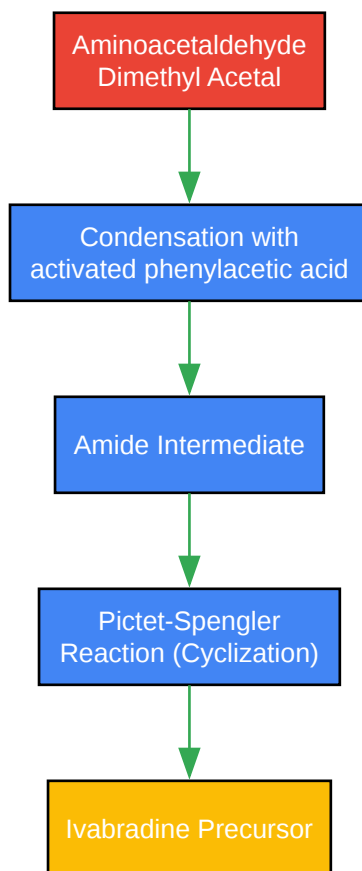 Aminoacetaldehyde
Dimethyl Acetal
Condensation with
activated phenylacetic acid
Amide Intermediate
Pictet-Spengler
Reaction (Cyclization)
Ivabradine Precursor